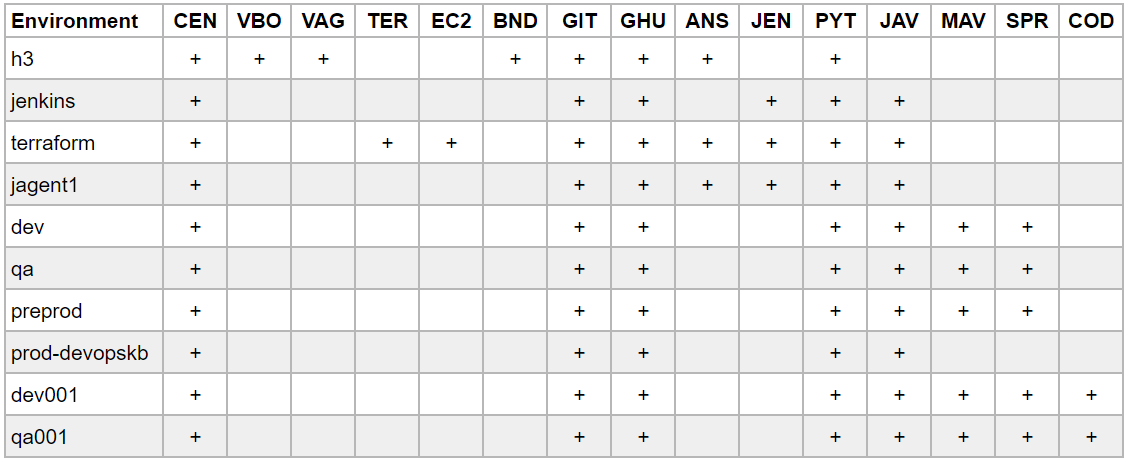 Environment CEN VBO VAG TER EC2 BND GIT GHU ANS JEN PYT JAV MAV SPR COD
h3 + + + + + + + +
jenkins + + + + + +
terraform + + + + + + + + +
jagent1 + + + + + + +
dev + + + + + + +
qa + + + + + + +
preprod + + + + + + +
prod-devopskb + + + + +
dev001 + + + + + + + +
qa001 + + + + + + + +